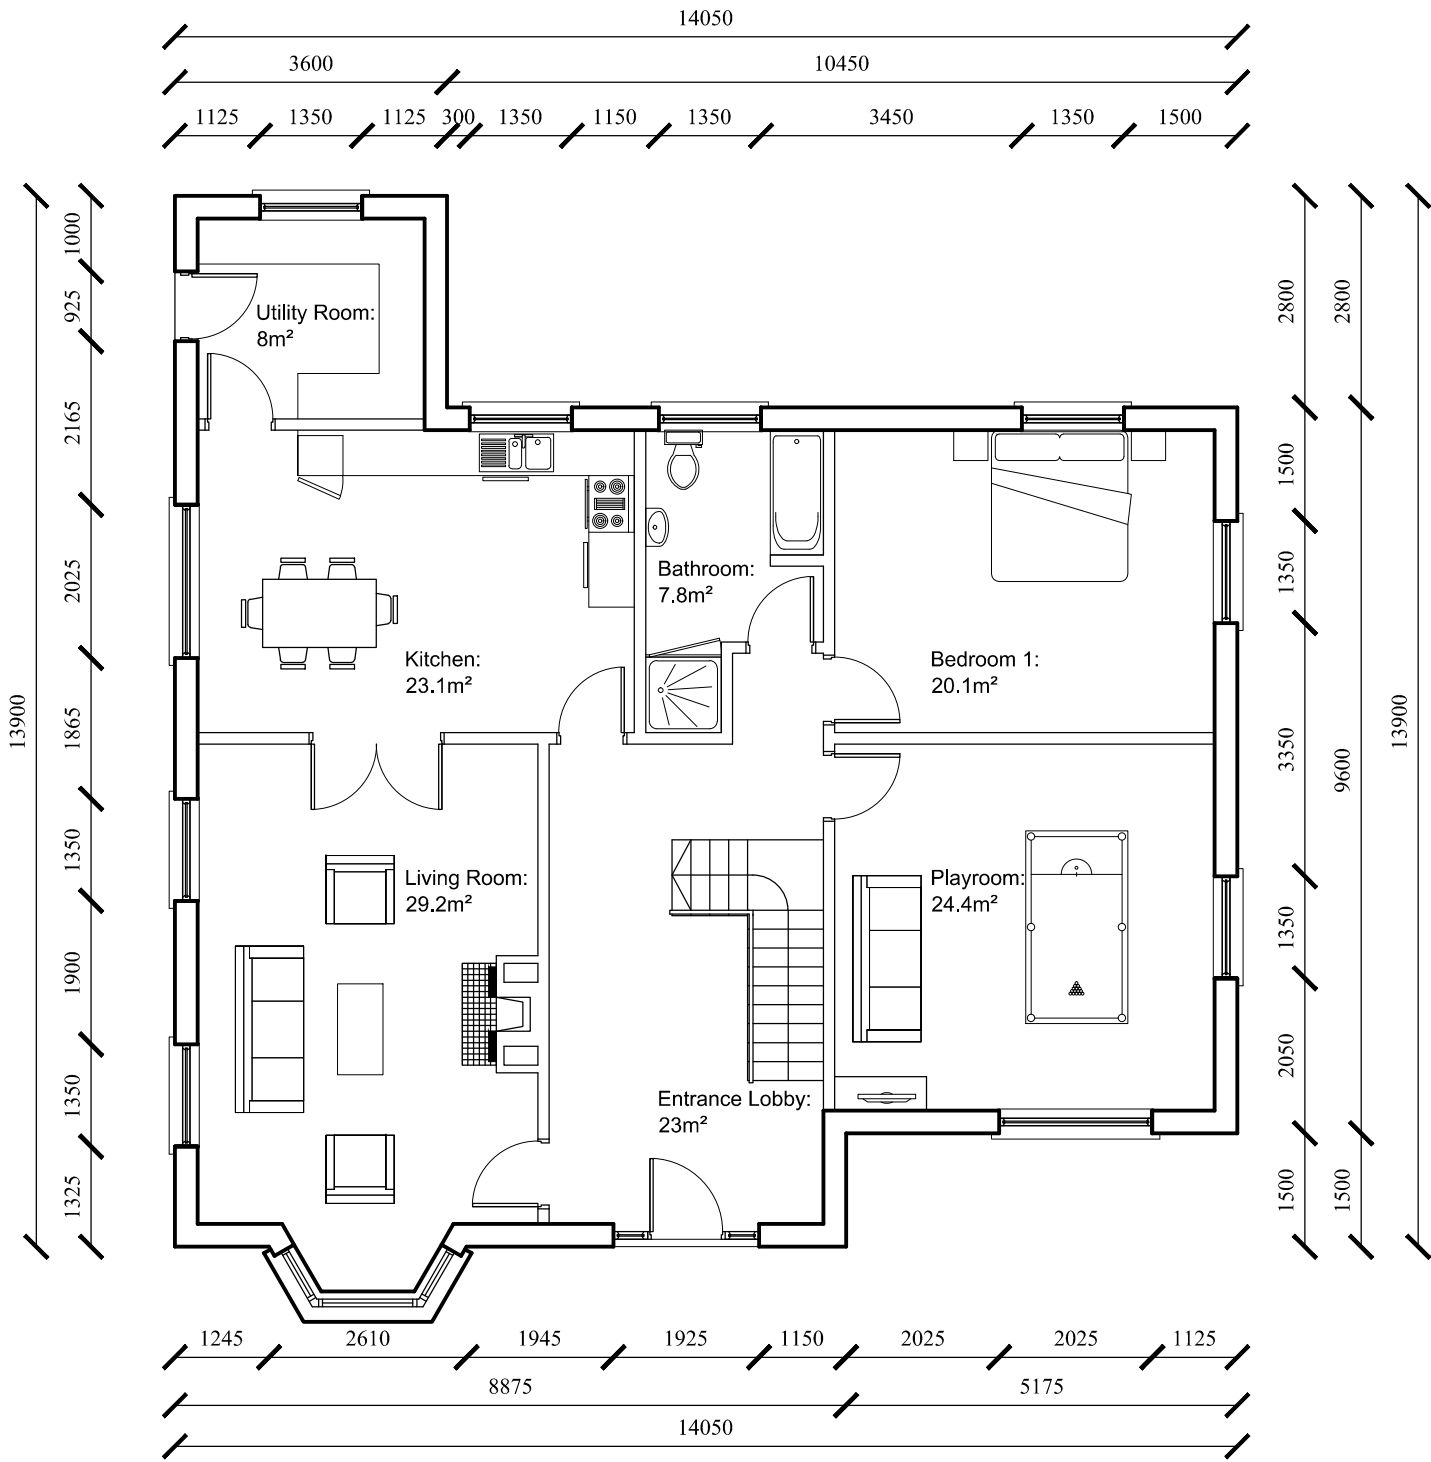 14050
3600 10450
1125 1350 1125 300 1350 1150 1350 3450 1350 1500
13900
1000
925
2165
2025
1865
1350
1900
1350
1325
Utility Room:
8m²
Bathroom:
7.8m²
Kitchen:
23.1m²
Bedroom 1:
20.1m²
Living Room:
29.2m²
Playroom:
24.4m²
Entrance Lobby:
23m²
2800
1500
1350
3350
1350
2050
1500
2800
9600
1500
13900
1245 2610 1945 1925 1150 2025 2025 1125
8875 5175
14050